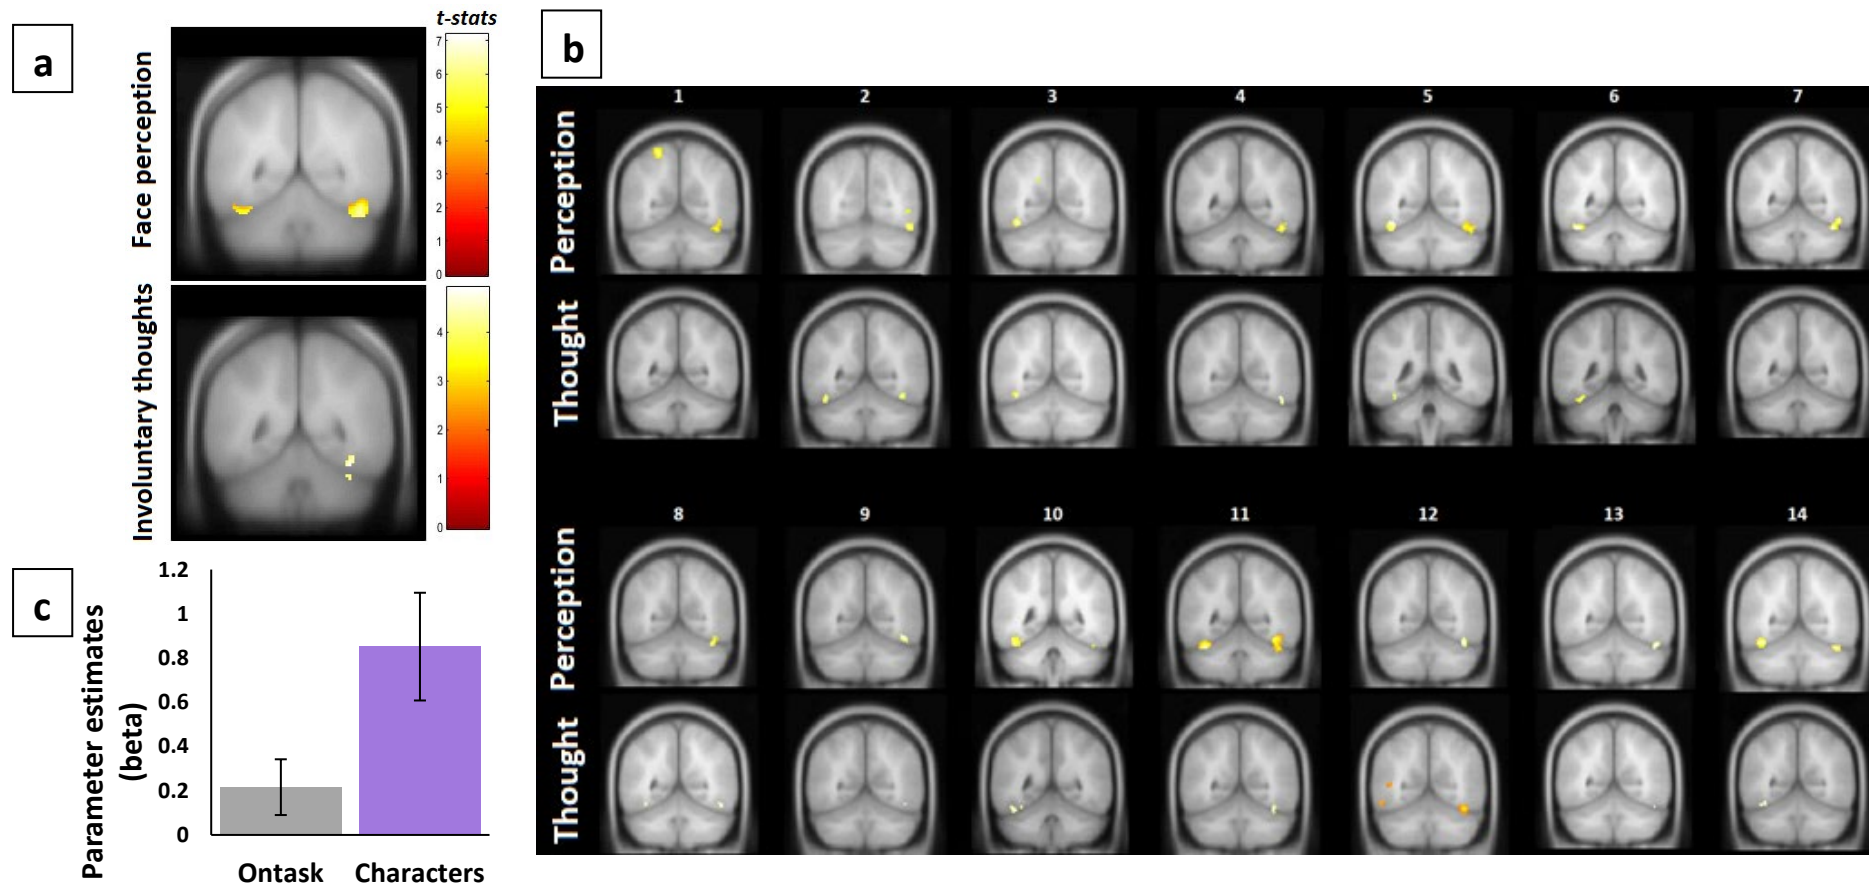 a
t-stats
Face perception
7
6
5
4
3
2
1
0
Involuntary thoughts
4
3
2
1
0
b
1 2 3 4 5 6 7
Perception
Thought
8 9 10 11 12 13 14
Perception
Thought
c
Parameter estimates
(beta)
1.2
1
0.8
0.6
0.4
0.2
0
Ontask Characters